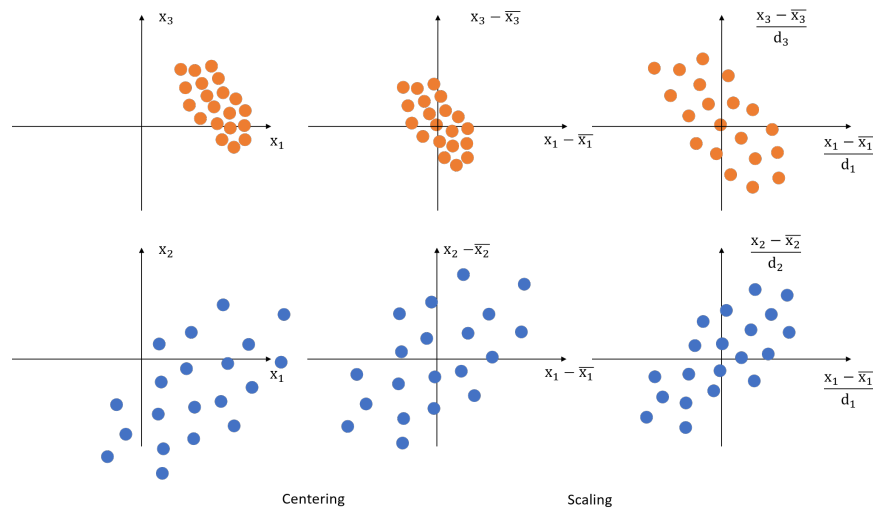 x₃
x₁
x₃ − x̅₃
x₁ − x̅₁
x₃ − x̅₃
d₃
x₁ − x̅₁
d₁
x₂
x₁
x₂ − x̅₂
x₁ − x̅₁
x₂ − x̅₂
d₂
x₁ − x̅₁
d₁
Centering
Scaling